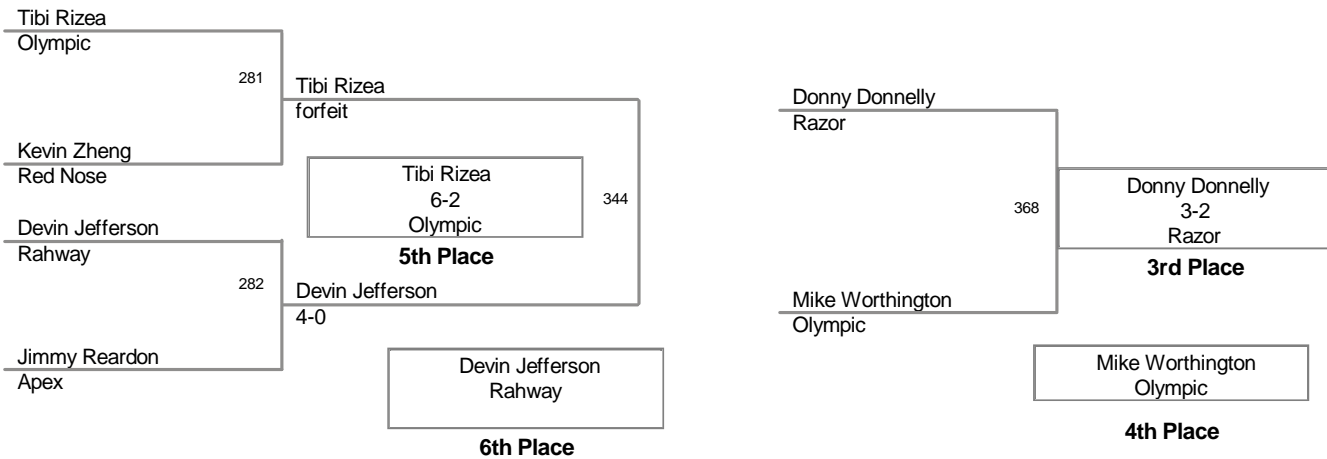 Tibi Rizea
Olympic
281
Tibi Rizea
forfeit
Kevin Zheng
Red Nose
Tibi Rizea
6-2
Olympic
5th Place
344
Devin Jefferson
Rahway
282
Devin Jefferson
4-0
Jimmy Reardon
Apex
Devin Jefferson
Rahway
6th Place
Donny Donnelly
Razor
368
Donny Donnelly
3-2
Razor
3rd Place
Mike Worthington
Olympic
Mike Worthington
Olympic
4th Place